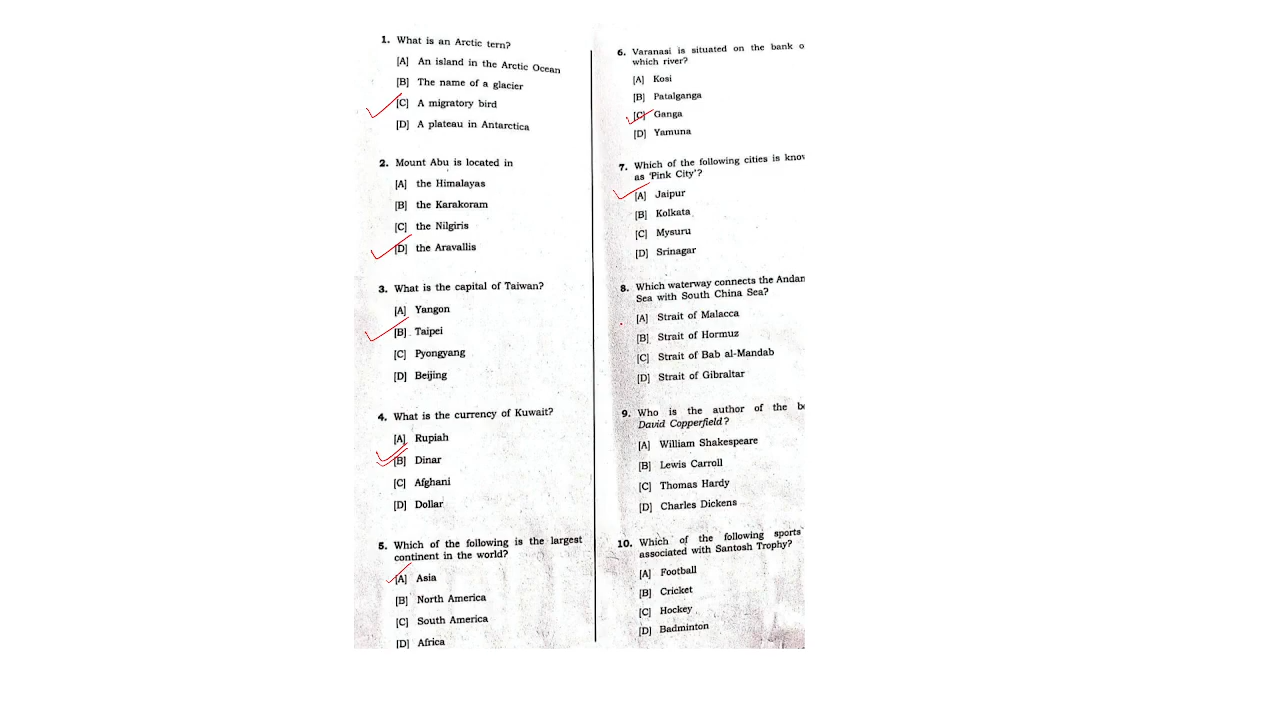 1. What is an Arctic tern?
[A] An island in the Arctic Ocean
[B] The name of a glacier
[C] A migratory bird
[D] A plateau in Antarctica
2. Mount Abu is located in
[A] the Himalayas
[B] the Karakoram
[C] the Nilgiris
[D] the Aravallis
3. What is the capital of Taiwan?
[A] Yangon
[B] Taipei
[C] Pyongyang
[D] Beijing
4. What is the currency of Kuwait?
[A] Rupiah
[B] Dinar
[C] Afghani
[D] Dollar
5. Which of the following is the largest
continent in the world?
[A] Asia
[B] North America
[C] South America
[D] Africa
6. Varanasi is situated on the bank o
which river?
[A] Kosi
[B] Patalganga
[C] Ganga
[D] Yamuna
7. Which of the following cities is know
as 'Pink City'?
[A] Jaipur
[B] Kolkata
[C] Mysuru
[D] Srinagar
8. Which waterway connects the Andam
Sea with South China Sea?
[A] Strait of Malacca
[B] Strait of Hormuz
[C] Strait of Bab al-Mandab
[D] Strait of Gibraltar
9. Who is the author of the
David Copperfield?
[A] William Shakespeare
[B] Lewis Carroll
[C] Thomas Hardy
[D] Charles Dickens
10. Which of the following sports
associated with Santosh Trophy?
[A] Football
[B] Cricket
[C] Hockey
[D] Badminton